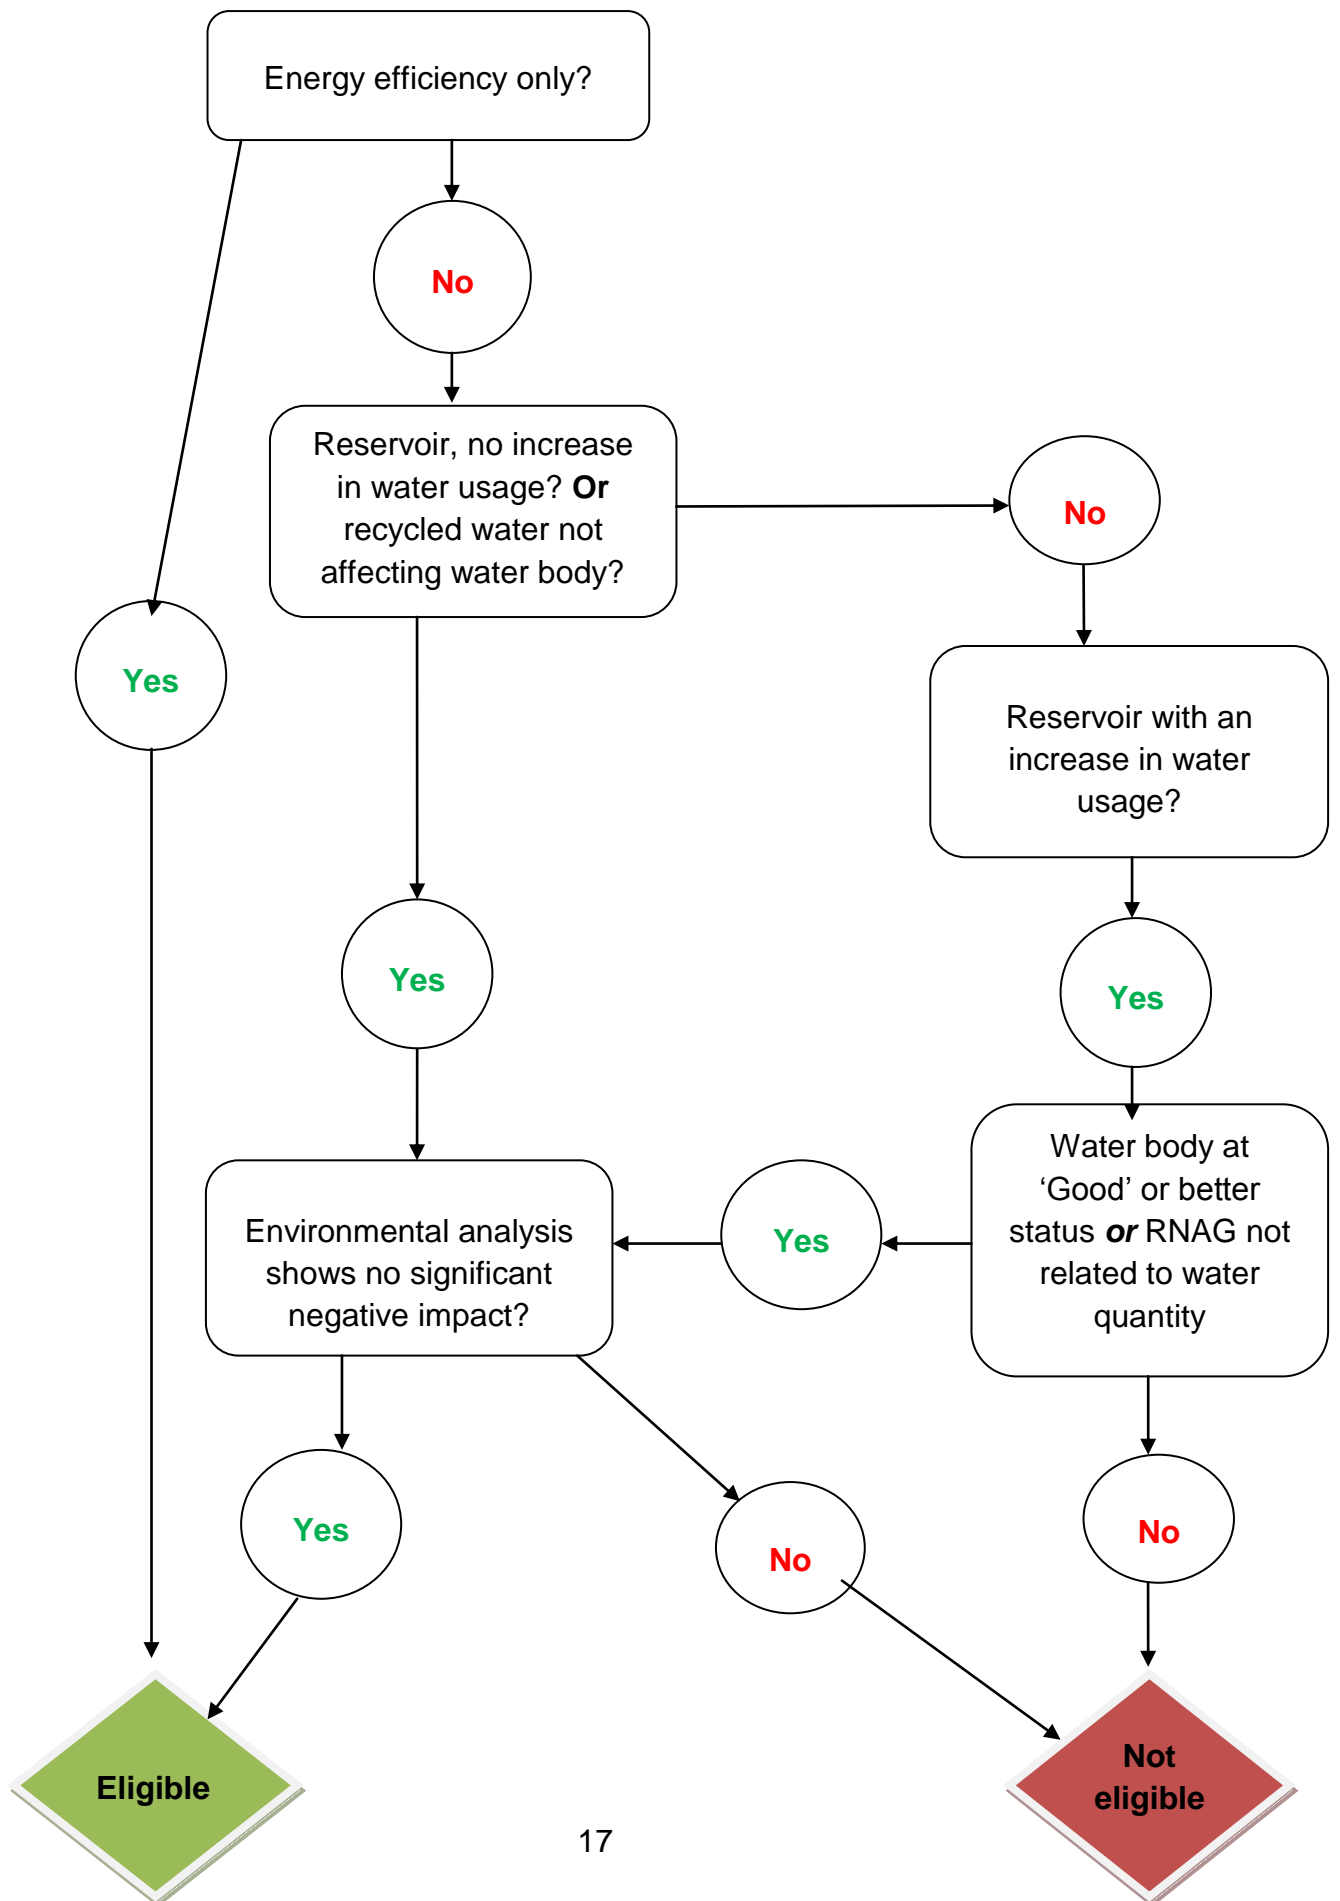 Energy efficiency only?
No
Reservoir, no increase
in water usage? Or
recycled water not
affecting water body?
No
Yes
Reservoir with an
increase in water
usage?
Yes
Yes
Water body at
‘Good’ or better
status or RNAG not
related to water
quantity
Yes
Environmental analysis
shows no significant
negative impact?
Yes
No
No
Eligible
Not
eligible
17